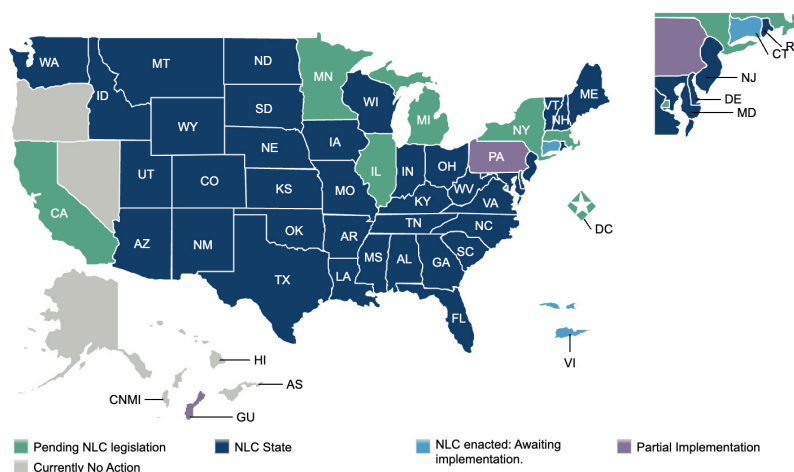 WA
MT
ND
MN
ID
SD
WI
WY
MI
NY
VT
NH
ME
NE
IA
PA
UT
CO
IL
IN
OH
CA
KS
MO
WV
VA
KY
AZ
NM
OK
AR
TN
NC
MS
AL
GA
SC
TX
LA
FL
DC
VI
HI
AS
CNMI
GU
R
CT
NJ
DE
MD
Pending NLC legislation
NLC State
NLC enacted: Awaiting
implementation.
Partial Implementation
Currently No Action